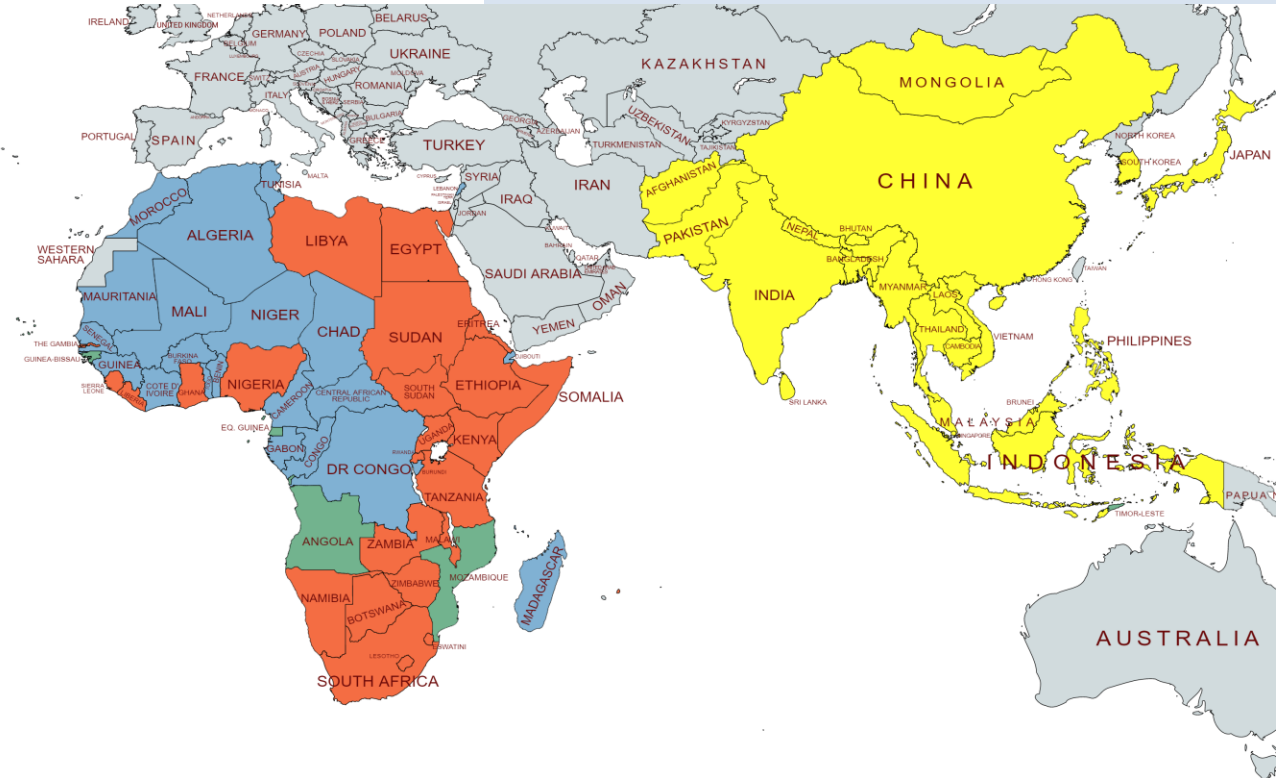 IRELAND
UNITED KINGDOM
NETHERLANDS
BELGIUM
GERMANY
POLAND
BELARUS
UKRAINE
CZECHIA
SLOVAKIA
AUSTRIA
HUNGARY
MOLDOVA
ROMANIA
FRANCE
SWITZ
ITALY
SERBIA
BULGARIA
PORTUGAL
SPAIN
GREECE
TURKEY
GEORGIA
AZERBAIJAN
KAZAKHSTAN
UZBEKISTAN
KYRGYZSTAN
TURKMENISTAN
TAJIKISTAN
MONGOLIA
CHINA
NORTH KOREA
SOUTH KOREA
JAPAN
MALTA
CYPRUS
SYRIA
LEBANON
ISRAEL
JORDAN
IRAQ
IRAN
KUWAIT
BAHRAIN
QATAR
SAUDI ARABIA
OMAN
YEMEN
AFGHANISTAN
PAKISTAN
NEPAL
BHUTAN
BANGLADESH
INDIA
SRI LANKA
MYANMAR
LAOS
THAILAND
CAMBODIA
VIETNAM
HONG KONG
TAIWAN
PHILIPPINES
BRUNEI
MALAYSIA
SINGAPORE
INDONESIA
TIMOR-LESTE
PAPUA
AUSTRALIA
TUNISIA
MOROCCO
ALGERIA
LIBYA
EGYPT
WESTERN
SAHARA
MAURITANIA
MALI
NIGER
CHAD
SUDAN
ERITREA
DJIBOUTI
SENEGAL
THE GAMBIA
GUINEA-BISSAU
GUINEA
SIERRA
LEONE
LIBERIA
COTE D'
IVOIRE
BURKINA
FASO
GHANA
BENIN
NIGERIA
CAMEROON
CENTRAL AFRICAN
REPUBLIC
SOUTH
SUDAN
ETHIOPIA
SOMALIA
EQ. GUINEA
GABON
CONGO
DR CONGO
UGANDA
KENYA
RWANDA
BURUNDI
TANZANIA
ANGOLA
ZAMBIA
MALAWI
MOZAMBIQUE
ZIMBABWE
NAMIBIA
BOTSWANA
MADAGASCAR
ESWATINI
LESOTHO
SOUTH AFRICA